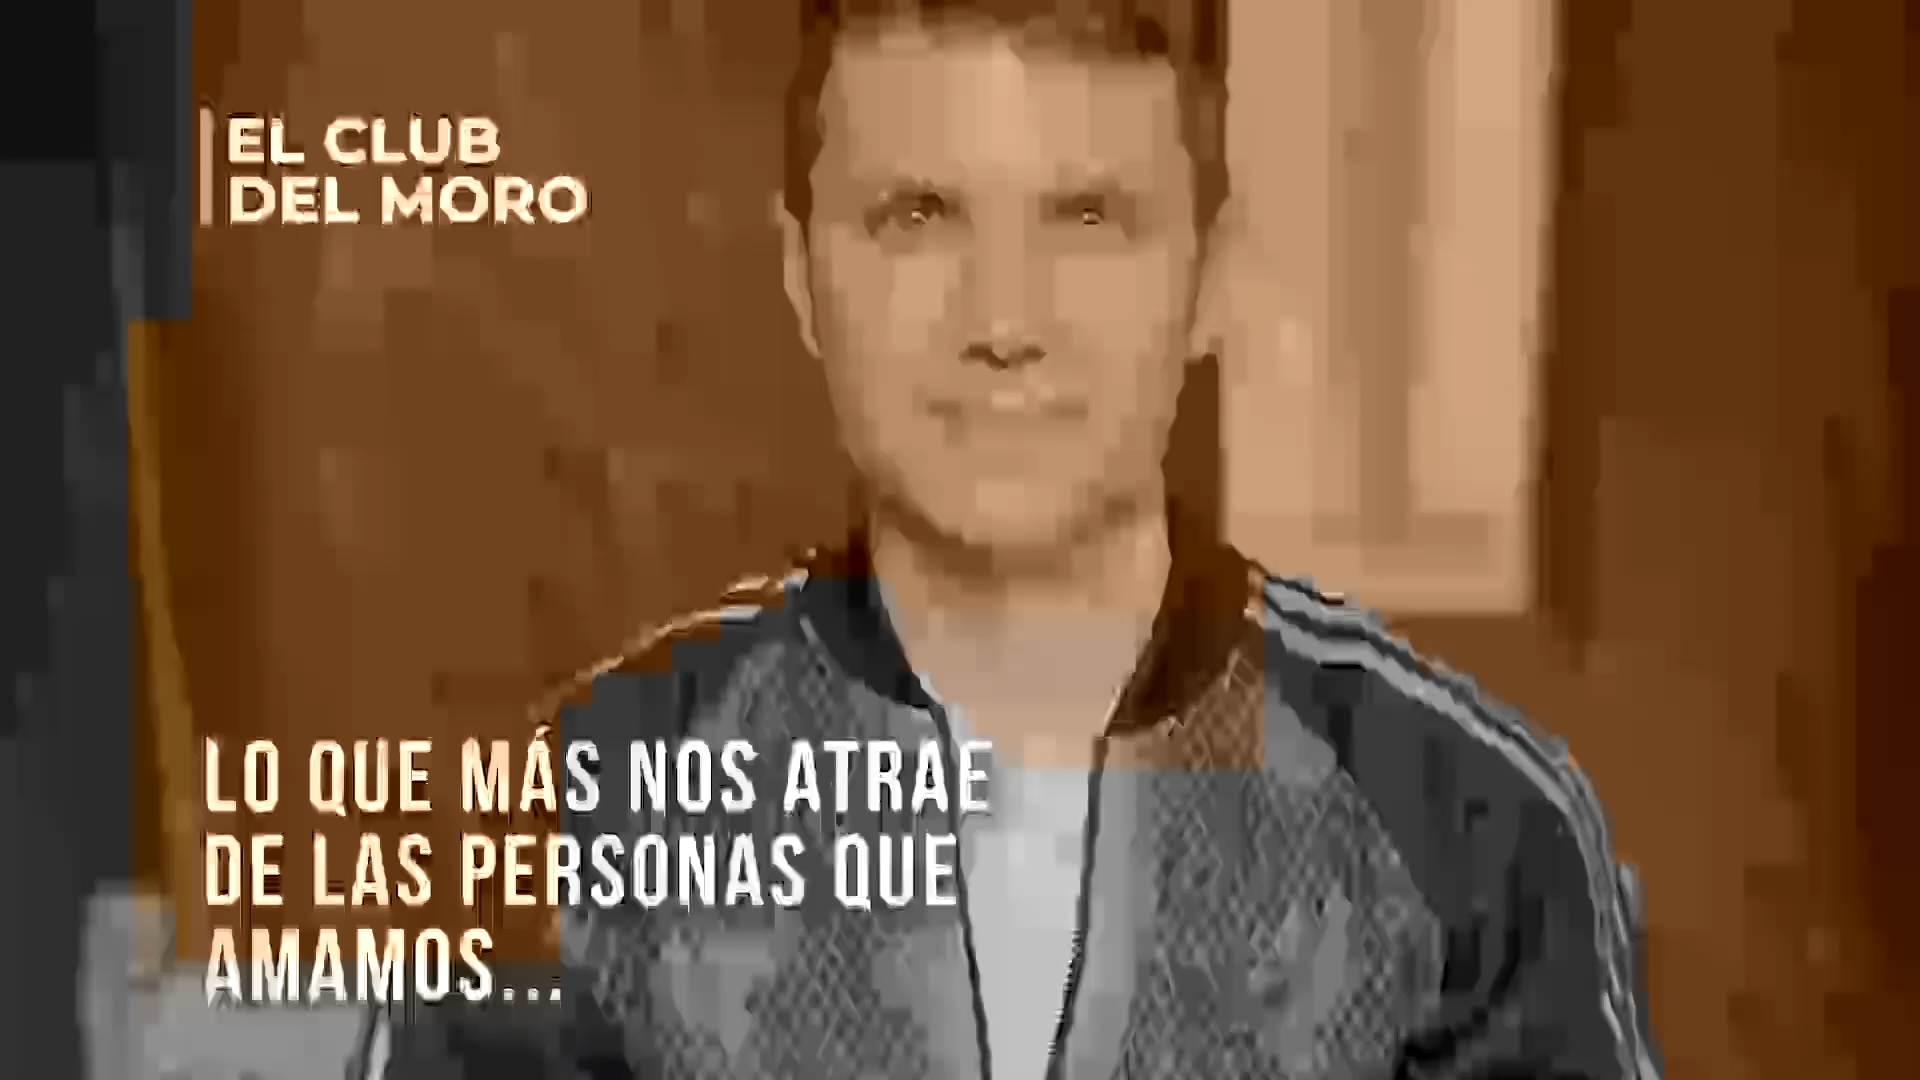 EL CLUB
DEL MORO
LO QUE MÁS NOS ATRAE
DE LAS PERSONAS QUE
AMAMOS...